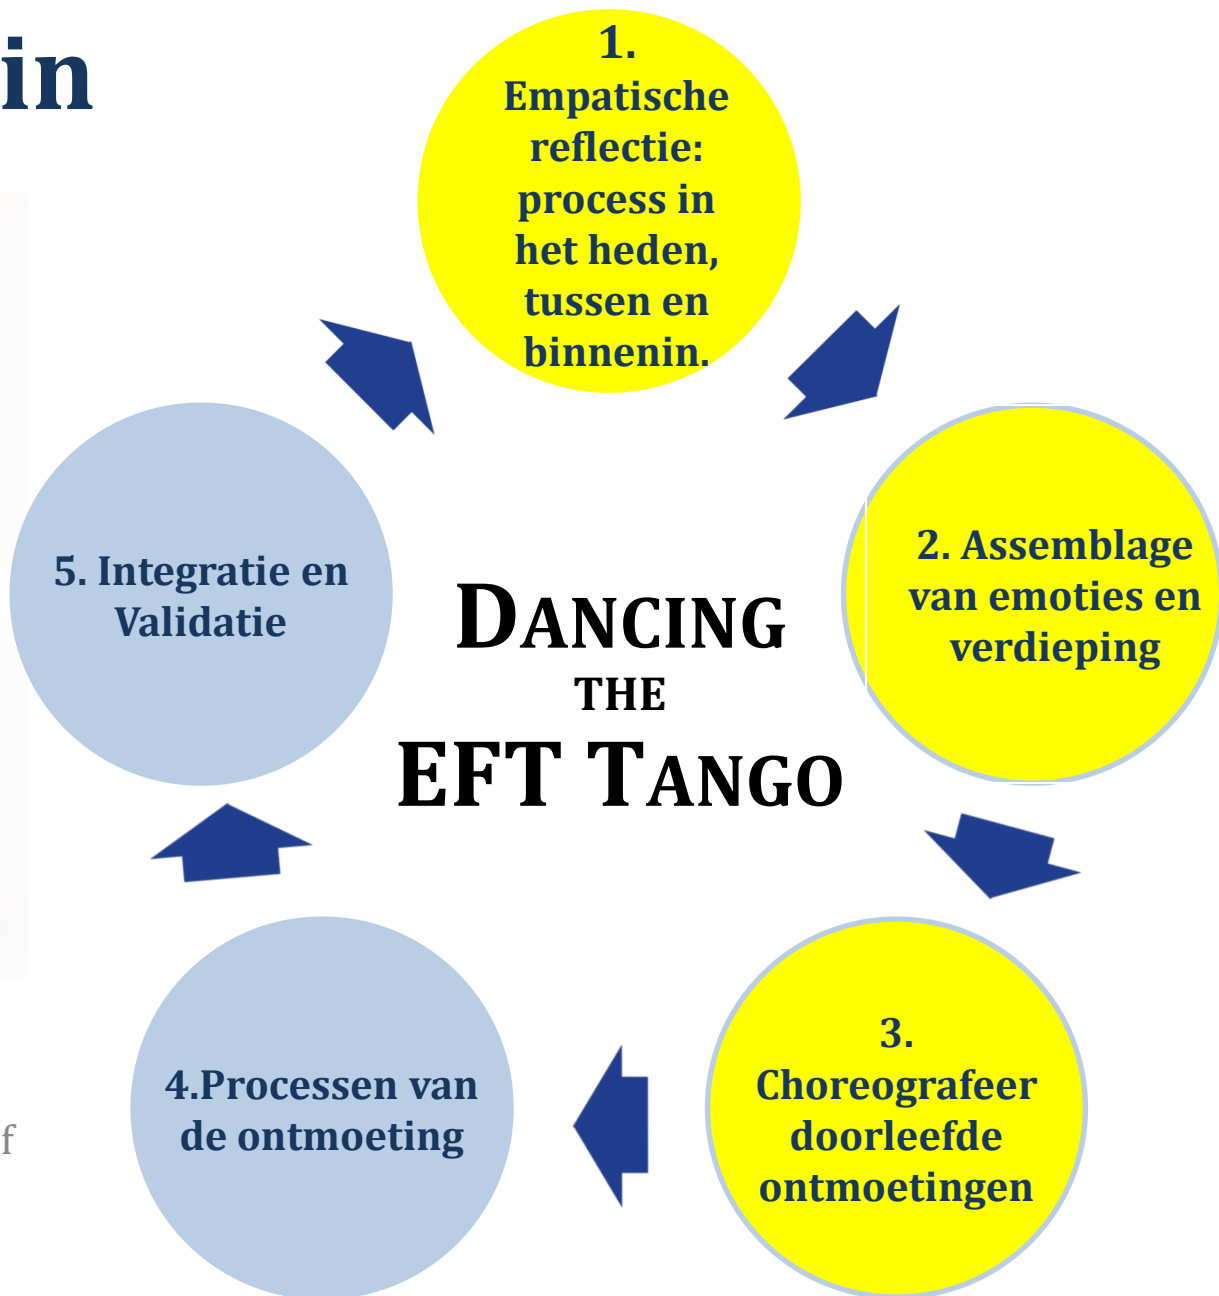 in
1.
Empatische
reflectie:
process in
het heden,
tussen en
binnenin.
2. Assemblage
van emoties en
verdieping
3.
Choreografeer
doorleefde
ontmoetingen
4.Processen van
de ontmoeting
5. Integratie en
Validatie
DANCING
THE
EFT TANGO
f